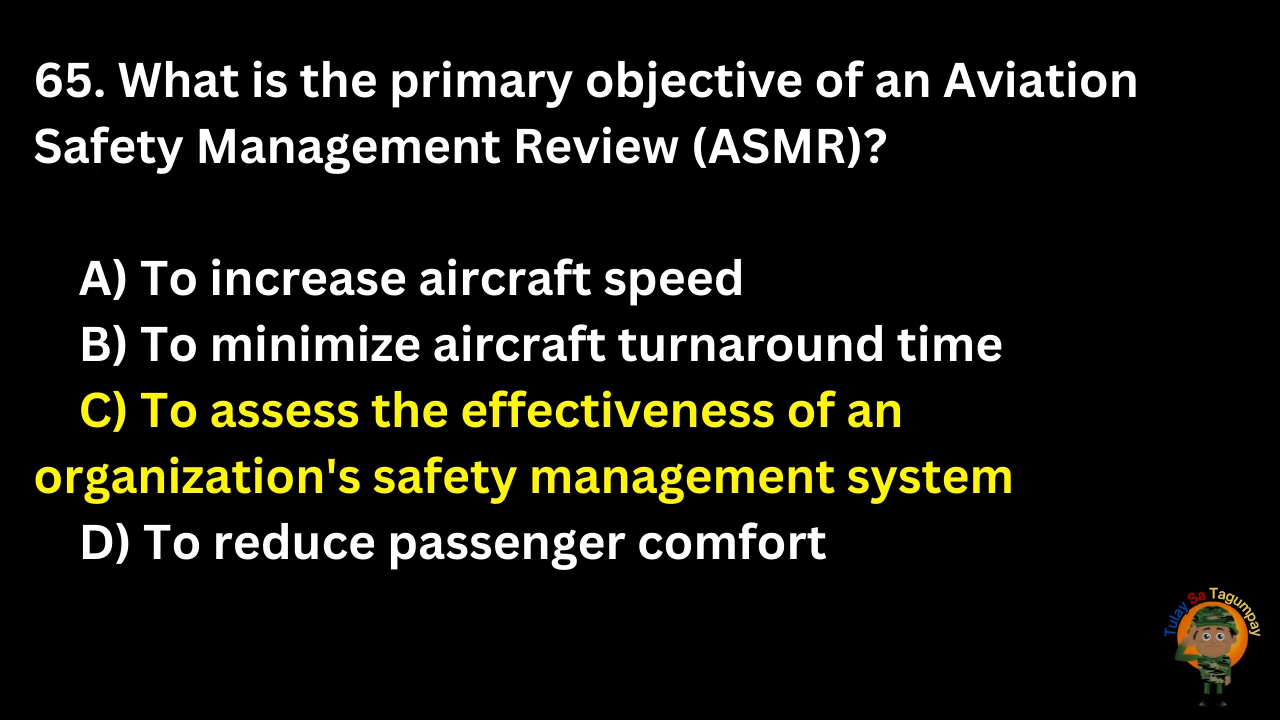 65. What is the primary objective of an Aviation
Safety Management Review (ASMR)?
A) To increase aircraft speed
B) To minimize aircraft turnaround time
C) To assess the effectiveness of an
organization's safety management system
D) To reduce passenger comfort
Tulay Sa Tagumpay